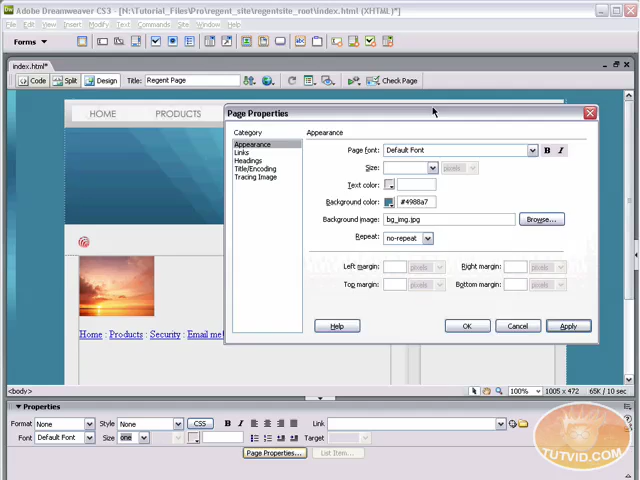 Adobe Dreamweaver CS3 - [N:\Tutorial_Files\Pro\regent_site\regentsite_root\index.html (XHTML)*]
File Edit View Insert Modify Text Commands Site Window Help
Forms
index.html*
Code Split Design Title: Regent Page Check Page
HOME PRODUCTS
Page Properties
Category Appearance
Appearance
Links
Headings
Title/Encoding
Tracing Image
Page font: Default Font B I
Size: pixels
Text color:
Background color: #4988a7
Background image: bg_img.jpg Browse...
Repeat: no-repeat
Left margin: pixels Right margin: pixels
Top margin: pixels Bottom margin: pixels
Help OK Cancel Apply
Home : Products : Security : Email me!
<body> 100% 1005 x 472 65K / 10 sec
Properties
Format None Style None CSS B I Link
Font Default Font Size one Target
Page Properties... List Item...
TUTVID.COM